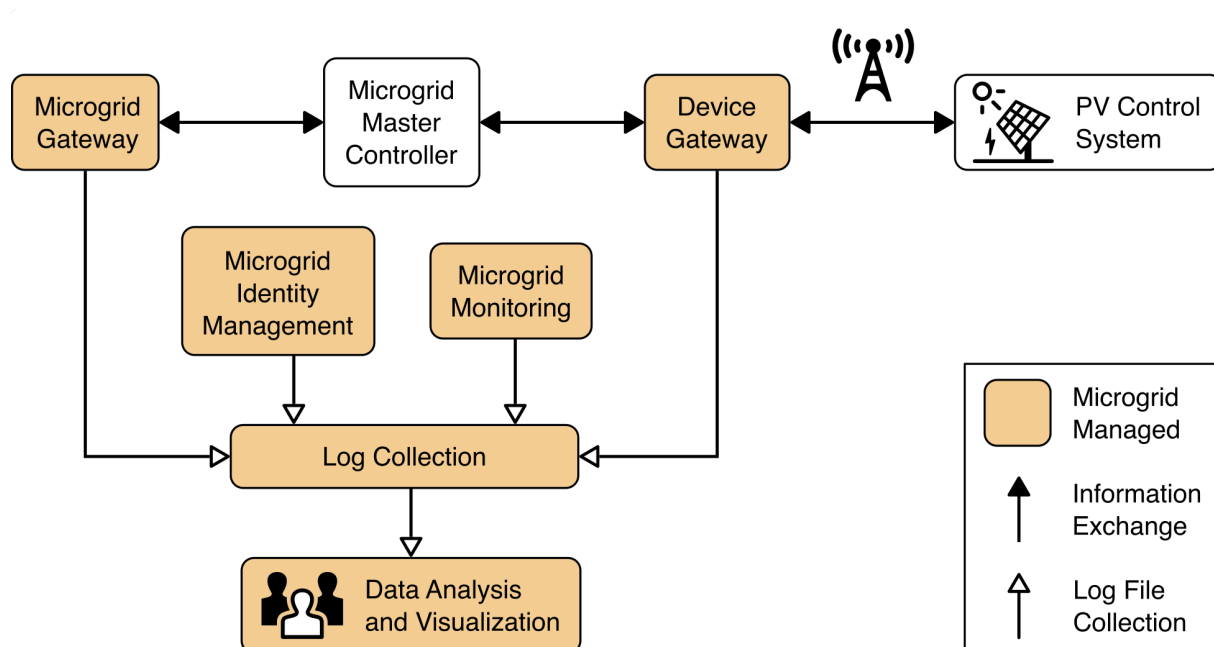 Microgrid
Gateway
Microgrid
Master
Controller
Device
Gateway
PV Control
System
Microgrid
Identity
Management
Microgrid
Monitoring
Log Collection
Data Analysis
and Visualization
Microgrid
Managed
Information
Exchange
Log File
Collection